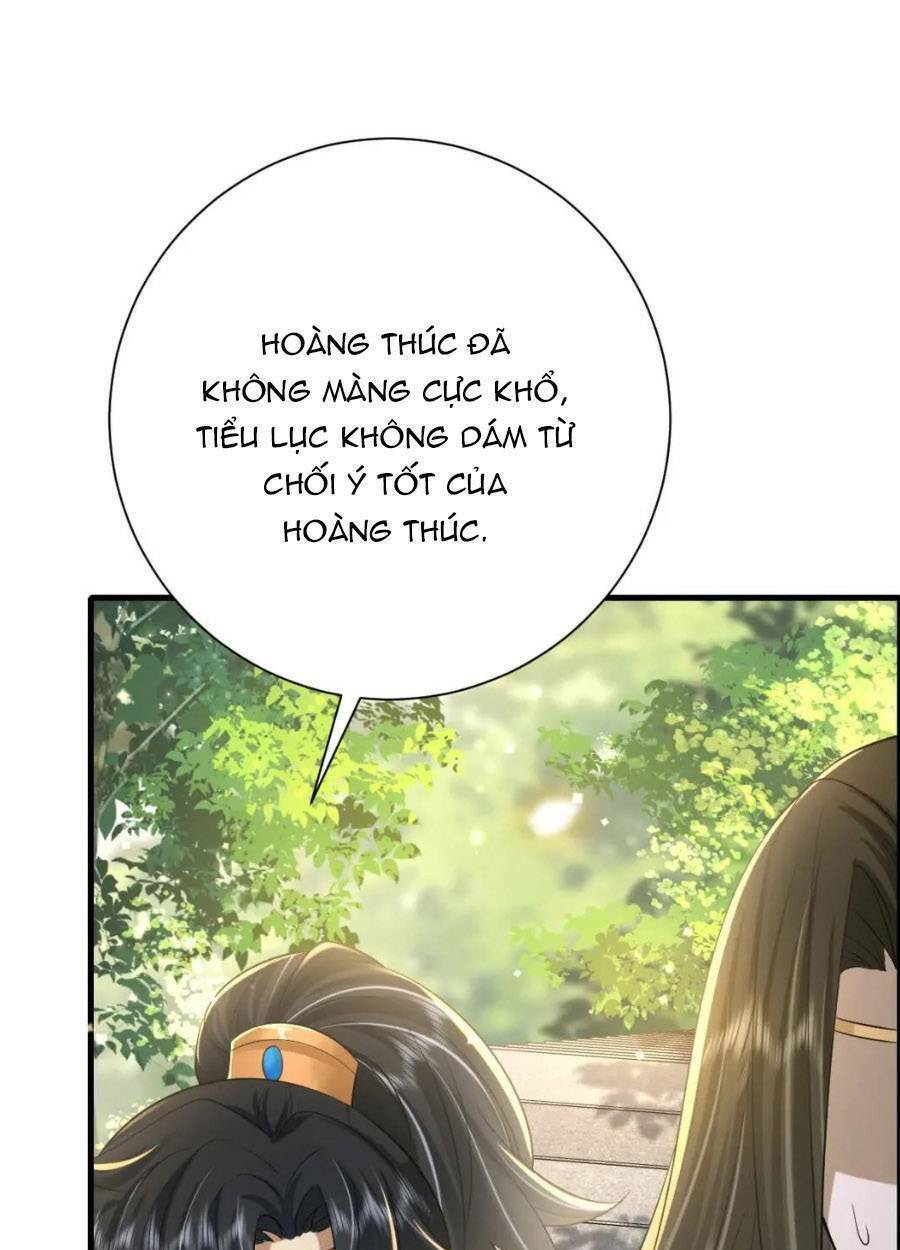 HOÀNG THÚC ĐÃ
KHÔNG MÀNG CỰC KHỔ,
TIỂU LỤC KHÔNG DÁM TỪ
CHỐI Ý TỐT CỦA
HOÀNG THÚC.